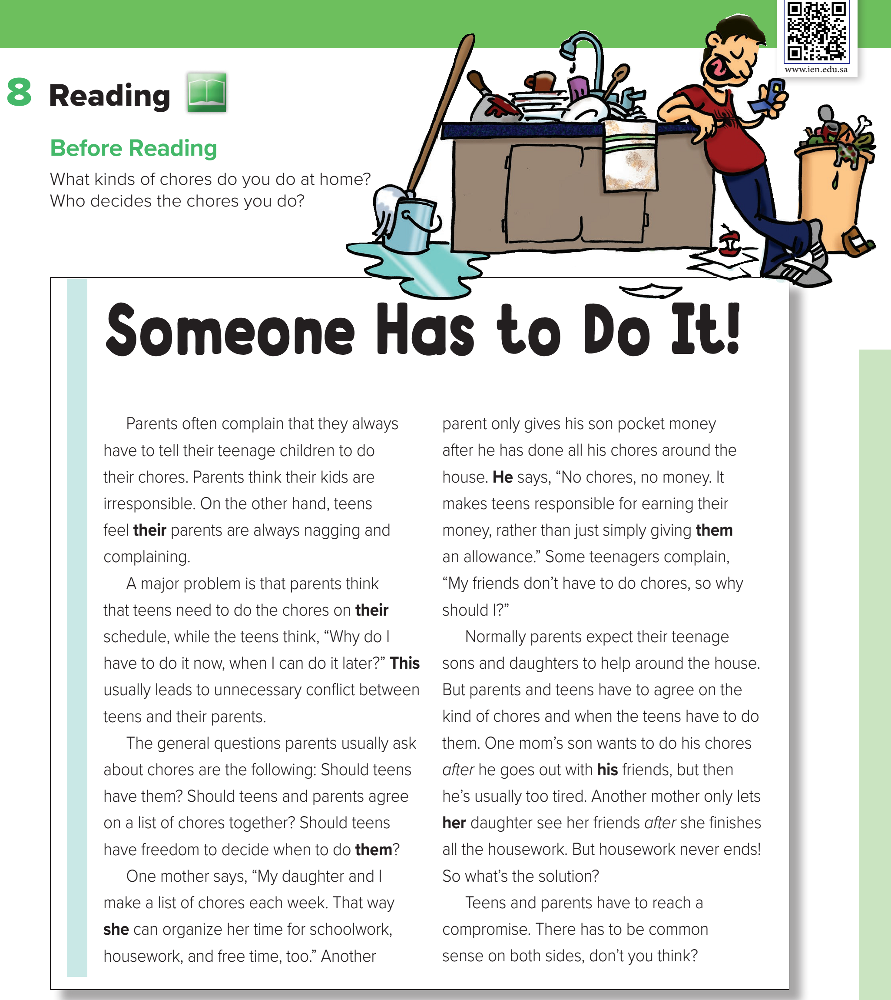 www.ien.edu.sa
8 Reading
Before Reading
What kinds of chores do you do at home?
Who decides the chores you do?
Someone Has to Do It!
Parents often complain that they always
have to tell their teenage children to do
their chores. Parents think their kids are
irresponsible. On the other hand, teens
feel their parents are always nagging and
complaining.
A major problem is that parents think
that teens need to do the chores on their
schedule, while the teens think, “Why do I
have to do it now, when I can do it later?” This
usually leads to unnecessary conflict between
teens and their parents.
The general questions parents usually ask
about chores are the following: Should teens
have them? Should teens and parents agree
on a list of chores together? Should teens
have freedom to decide when to do them?
One mother says, “My daughter and I
make a list of chores each week. That way
she can organize her time for schoolwork,
housework, and free time, too.” Another
parent only gives his son pocket money
after he has done all his chores around the
house. He says, “No chores, no money. It
makes teens responsible for earning their
money, rather than just simply giving them
an allowance.” Some teenagers complain,
“My friends don’t have to do chores, so why
should I?”
Normally parents expect their teenage
sons and daughters to help around the house.
But parents and teens have to agree on the
kind of chores and when the teens have to do
them. One mom’s son wants to do his chores
after he goes out with his friends, but then
he’s usually too tired. Another mother only lets
her daughter see her friends after she finishes
all the housework. But housework never ends!
So what’s the solution?
Teens and parents have to reach a
compromise. There has to be common
sense on both sides, don’t you think?